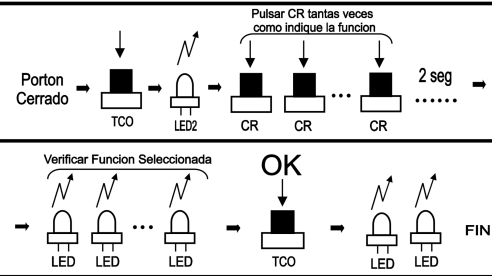 Pulsar CR tantas veces
como indique la funcion
Porton
Cerrado
2 seg
TCO
LED2
CR
CR
CR
Verificar Funcion Seleccionada
OK
LED
LED
LED
TCO
LED
LED
FIN